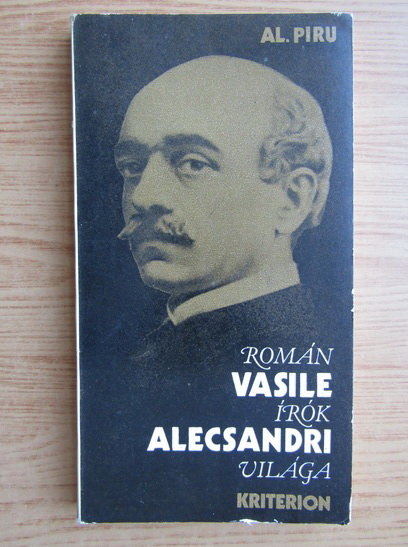 AL. PIRU
ROMÁN
VASILE
ÍRÓK
ALECSANDRI
VILÁGA
KRITERION